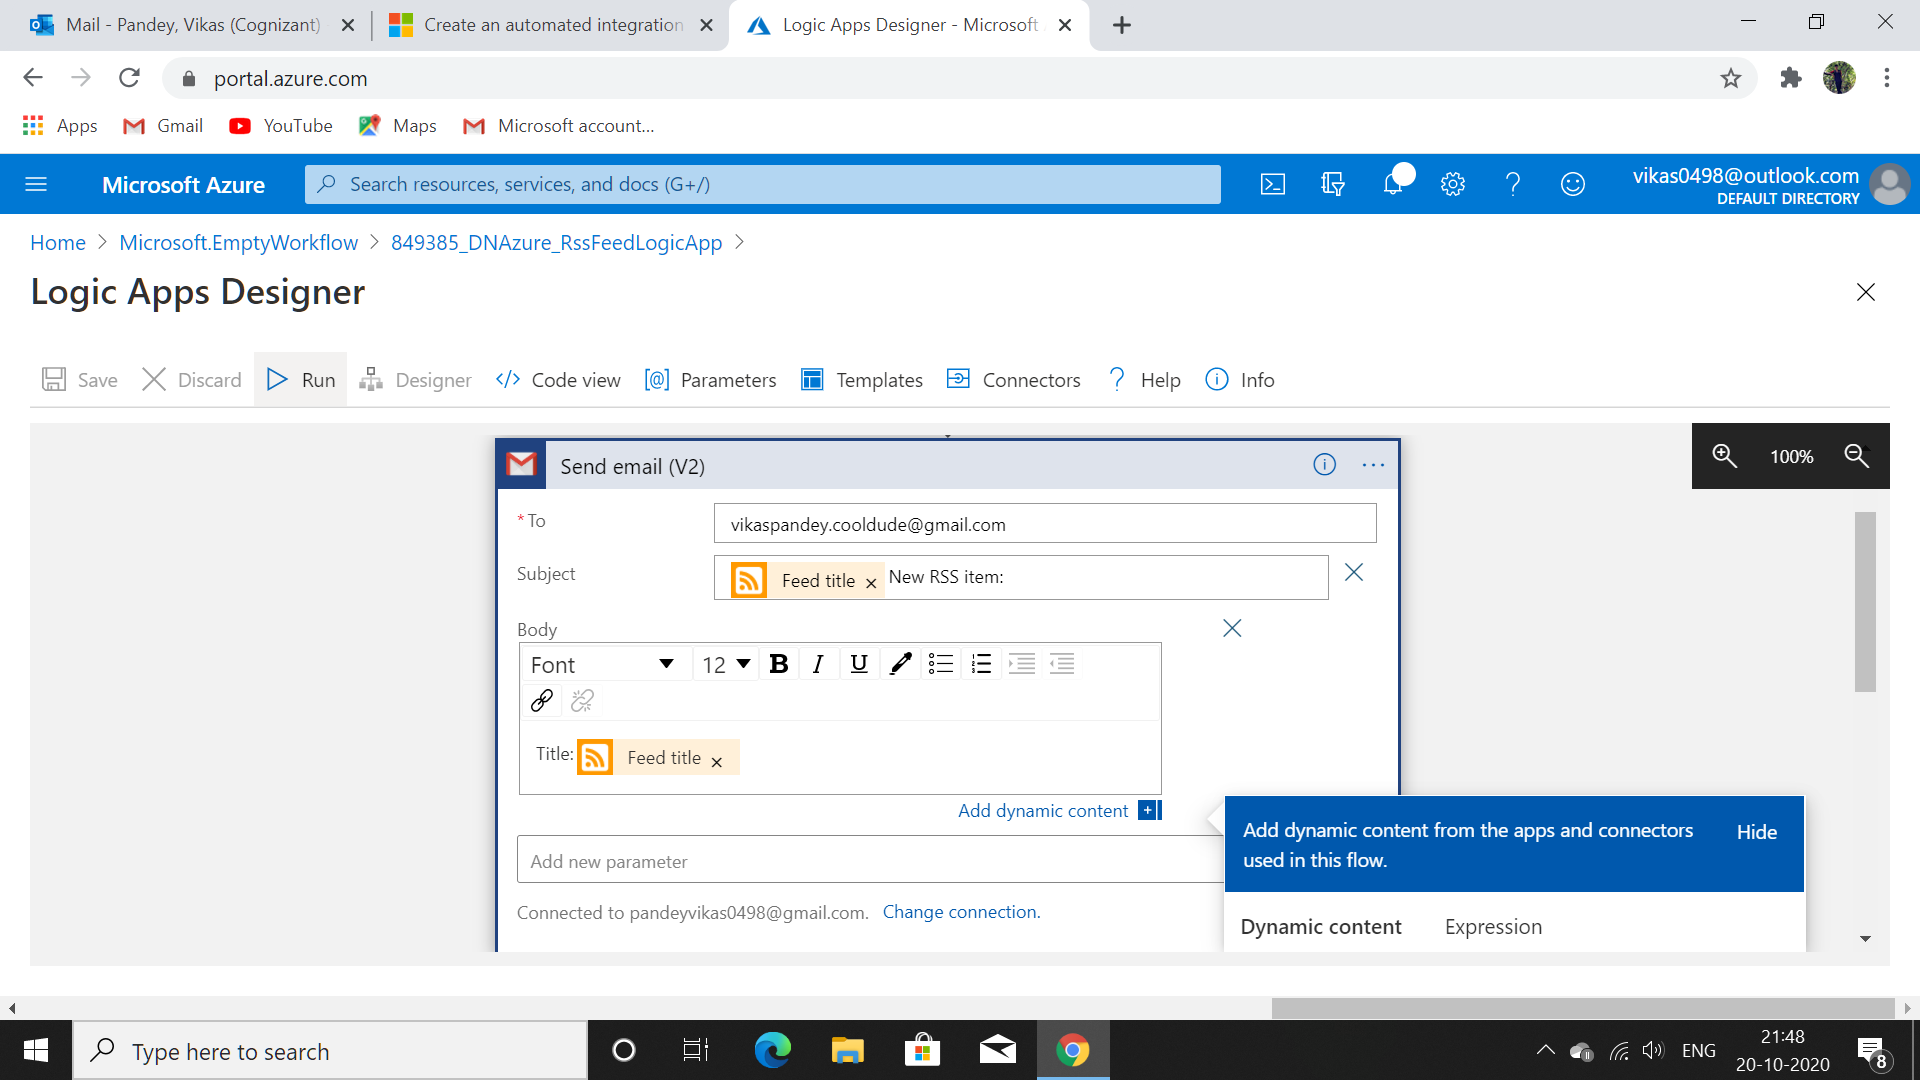 Mail - Pandey, Vikas (Cognizant)
Create an automated integration
Logic Apps Designer - Microsoft
portal.azure.com
Apps
Gmail
YouTube
Maps
Microsoft account...
Microsoft Azure
Search resources, services, and docs (G+/)
vikas0498@outlook.com
DEFAULT DIRECTORY
Home > Microsoft.EmptyWorkflow > 849385_DNAzure_RssFeedLogicApp >
Logic Apps Designer
Save
Discard
Run
Designer
Code view
Parameters
Templates
Connectors
Help
Info
100%
Send email (V2)
* To
vikaspandey.cooldude@gmail.com
Subject
Feed title × New RSS item:
Body
Font
12
B I U
Title: Feed title ×
Add dynamic content
Add new parameter
Connected to pandeyvikas0498@gmail.com. Change connection.
Add dynamic content from the apps and connectors
used in this flow.
Hide
Dynamic content
Expression
Type here to search
ENG
21:48
20-10-2020
8